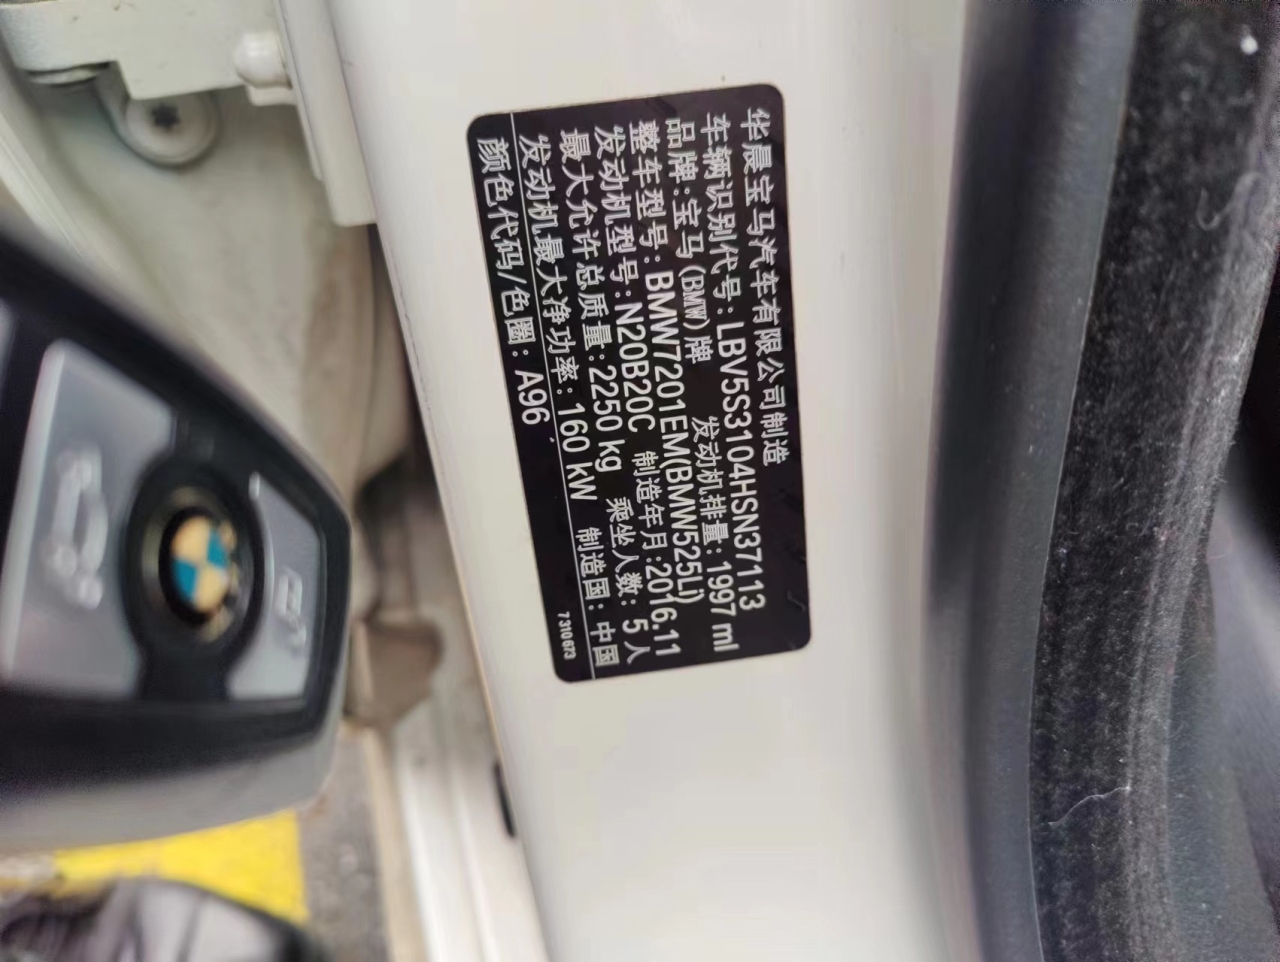 华晨宝马汽车有限公司制造
车辆识别代号: LBV5S3104HSN37113
品牌:宝马(BMW)牌 发动机排量:1997 ml
整车型号: BMW7201EM(BMW525Li)
发动机型号:N20B20C 制造年月:2016.11
最大允许总质量:2250 kg 乘坐人数: 5 人
发动机最大净功率: 160 kW 制造国: 中国
颜色代码/色圈: A96
7310673